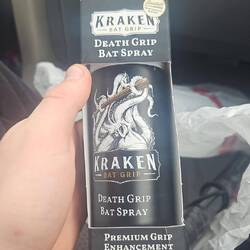 KRAKEN
BAT GRIP
DEATH GRIP
BAT SPRAY
KRAKEN
BAT GRIP
DEATH GRIP
BAT SPRAY
PREMIUM GRIP
ENHANCEMENT